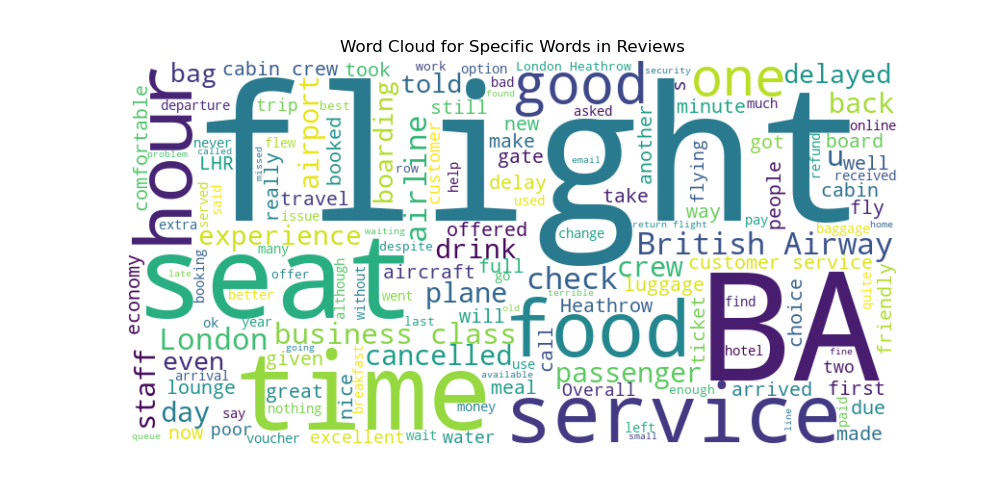 Word Cloud for Specific Words in Reviews
flight
BA
seat
time
service
food
hour
good
one
British Airway
bag
cabin crew
took
work
option
London Heathrow
security
s
delayed
told
bad
found
departure
trip
best
still
asked
minute
much
back
comfortable
airport
booked
boarding
airline
customer
new
another
flying
got
refund
board
online
problem
never
called
LHR
missed
really
flew
row
help
make
gate
email
people
u
well
received
travel
delay
used
take
way
pay
cabin
fly
extra
served
said
issue
waiting
offered
change
return flight
baggage
home
experience
drink
economy
late
many
despite
aircraft
full
go
check
crew
customer service
quite
friendly
booking
offer
better
although
without
went
plane
luggage
find
choice
London
ok
year
business class
last
will
old
Heathrow
call
ticket
hotel
fine
two
staff
even
going
given
cancelled
use
terrible
passenger
arrival
lounge
great
nice
breakfast
available
meal
Overall
enough
arrived
first
day
say
nothing
money
left
line
paid
due
queue
now
poor
voucher
excellent
wait
water
small
made